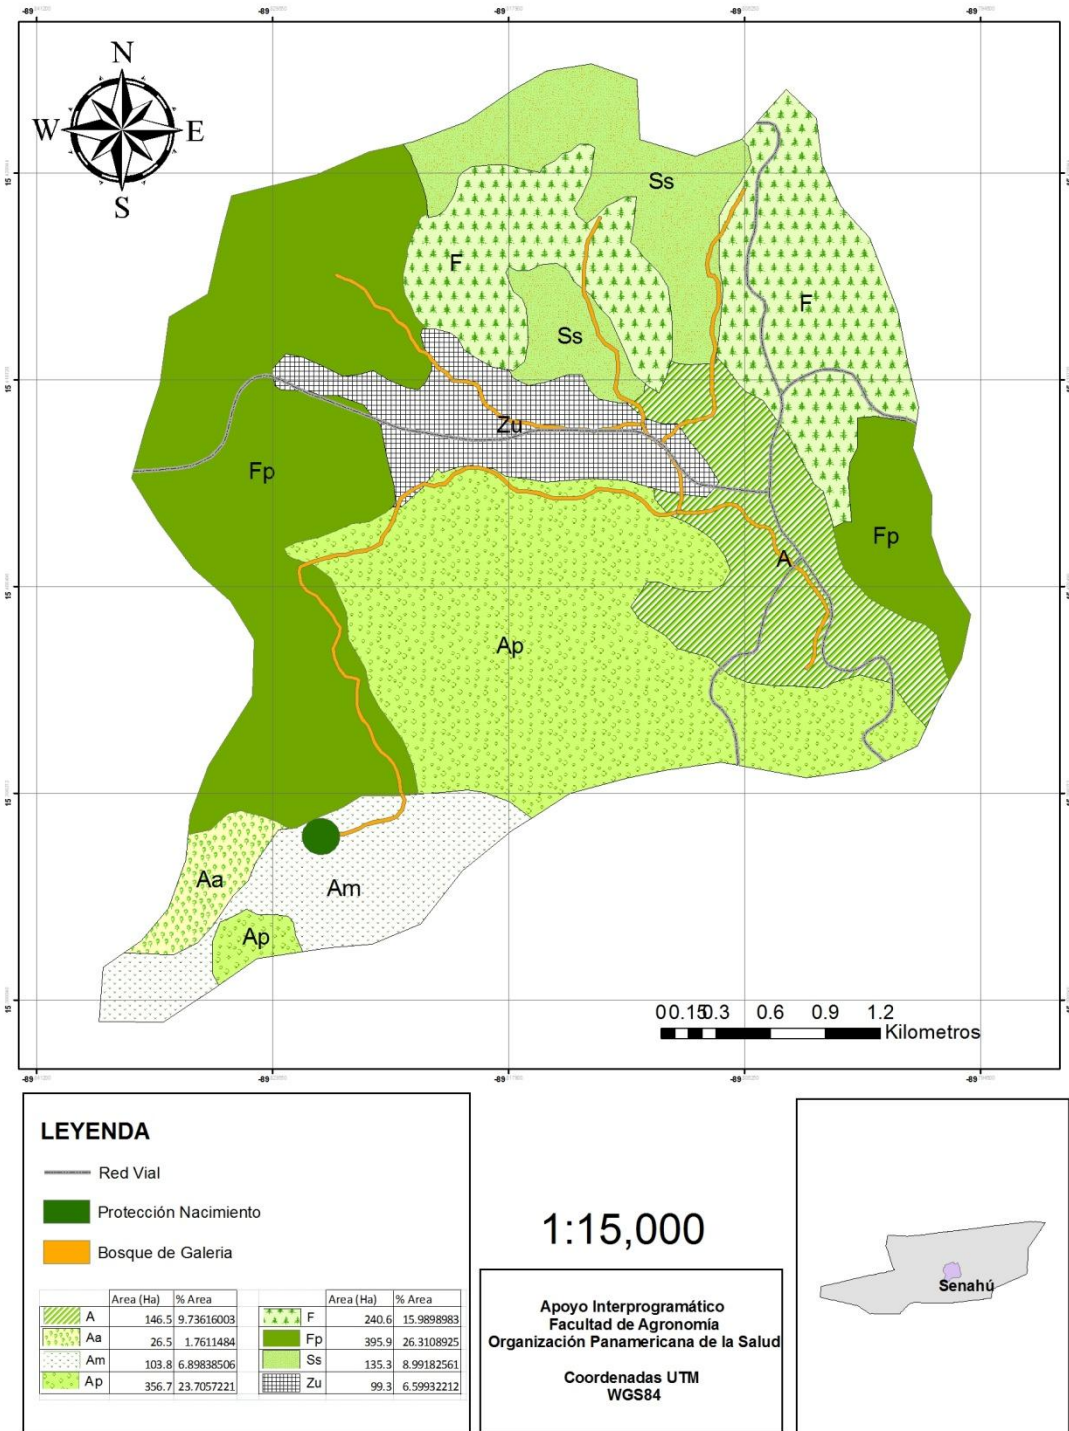 N
W E
S
Ss
F
F
Ss
Zu
Fp
Fp
A
Ap
Aa
Am
Ap
0 0.15 0.3 0.6 0.9 1.2
Kilometros
LEYENDA
Red Vial
Protección Nacimiento
Bosque de Galeria
Area (Ha) % Area
A 146.5 9.73616003
Aa 26.5 1.7611484
Am 103.8 6.89838506
Ap 356.7 23.7057221
Area (Ha) % Area
F 240.6 15.9898983
Fp 395.9 26.3108925
Ss 135.3 8.99182561
Zu 99.3 6.59932212
1:15,000
Apoyo Interprogramático
Facultad de Agronomía
Organización Panamericana de la Salud
Coordenadas UTM
WGS84
Senahú